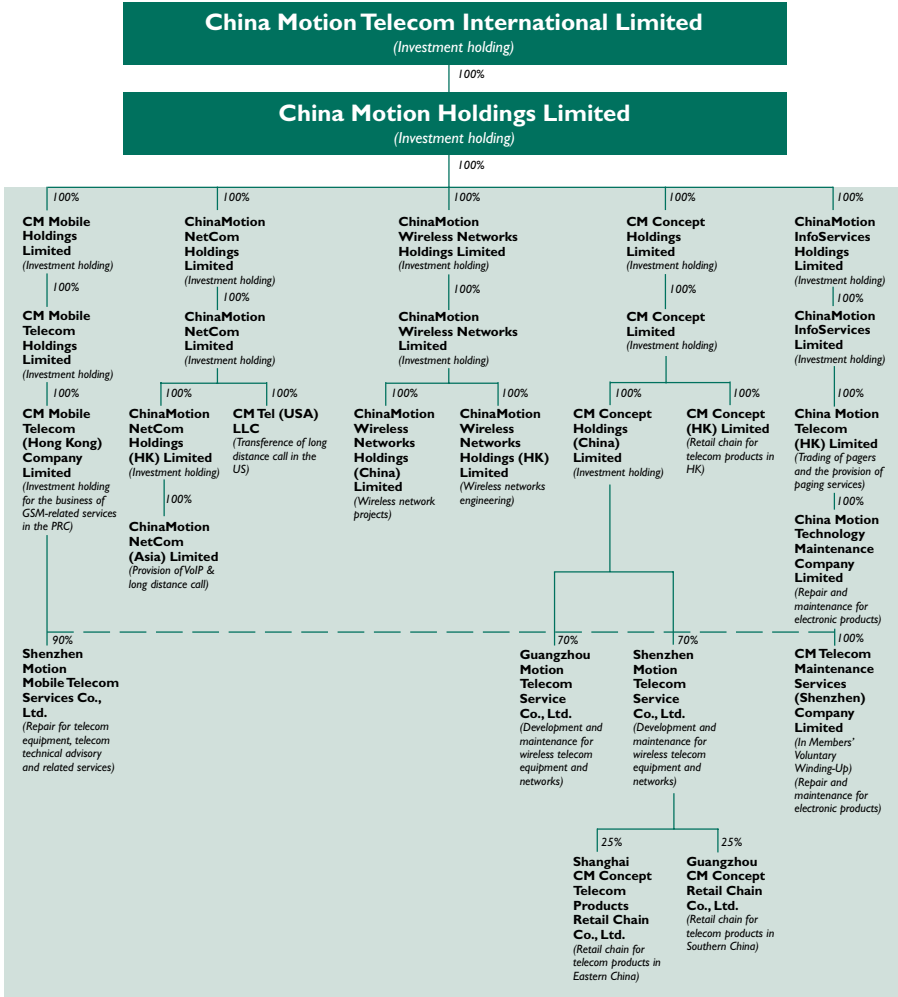 China Motion Telecom International Limited
(Investment holding)
100%
China Motion Holdings Limited
(Investment holding)
100%
100%
CM Mobile
Holdings
Limited
(Investment holding)
100%
CM Mobile
Telecom
Holdings
Limited
(Investment holding)
100%
CM Mobile
Telecom
(Hong Kong)
Company
Limited
(Investment holding
for the business of
GSM-related services
in the PRC)
90%
Shenzhen
Motion
Mobile Telecom
Services Co.,
Ltd.
(Repair for telecom
equipment, telecom
technical advisory
and related services)
100%
ChinaMotion
NetCom
Holdings
Limited
(Investment holding)
100%
ChinaMotion
NetCom
Limited
(Investment holding)
100%
ChinaMotion
NetCom
Holdings
(HK) Limited
(Investment holding)
100%
ChinaMotion
NetCom
(Asia) Limited
(Provision of VoIP &
long distance call)
100%
CM Tel (USA)
LLC
(Transference of long
distance call in the
US)
100%
ChinaMotion
Wireless Networks
Holdings Limited
(Investment holding)
100%
ChinaMotion
Wireless Networks
Limited
(Investment holding)
100%
ChinaMotion
Wireless
Networks
Holdings
(China)
Limited
(Wireless network
projects)
100%
ChinaMotion
Wireless
Networks
Holdings (HK)
Limited
(Wireless networks
engineering)
100%
CM Concept
Holdings
Limited
(Investment holding)
100%
CM Concept
Limited
(Investment holding)
100%
CM Concept
Holdings
(China)
Limited
(Investment holding)
100%
CM Concept
(HK) Limited
(Retail chain for
telecom products in
HK)
70%
Guangzhou
Motion
Telecom
Service
Co., Ltd.
(Development and
maintenance for
wireless telecom
equipment and
networks)
70%
Shenzhen
Motion
Telecom
Service
Co., Ltd.
(Development and
maintenance for
wireless telecom
equipment and
networks)
25%
Shanghai
CM Concept
Telecom
Products
Retail Chain
Co., Ltd.
(Retail chain for
telecom products in
Eastern China)
25%
Guangzhou
CM Concept
Retail Chain
Co., Ltd.
(Retail chain for
telecom products in
Southern China)
100%
ChinaMotion
InfoServices
Holdings
Limited
(Investment holding)
100%
ChinaMotion
InfoServices
Limited
(Investment holding)
100%
China Motion
Telecom
(HK) Limited
(Trading of pagers
and the provision of
paging services)
100%
China Motion
Technology
Maintenance
Company
Limited
(Repair and
maintenance for
electronic products)
100%
CM Telecom
Maintenance
Services
(Shenzhen)
Company
Limited
(In Members'
Voluntary
Winding-Up)
(Repair and
maintenance for
electronic products)